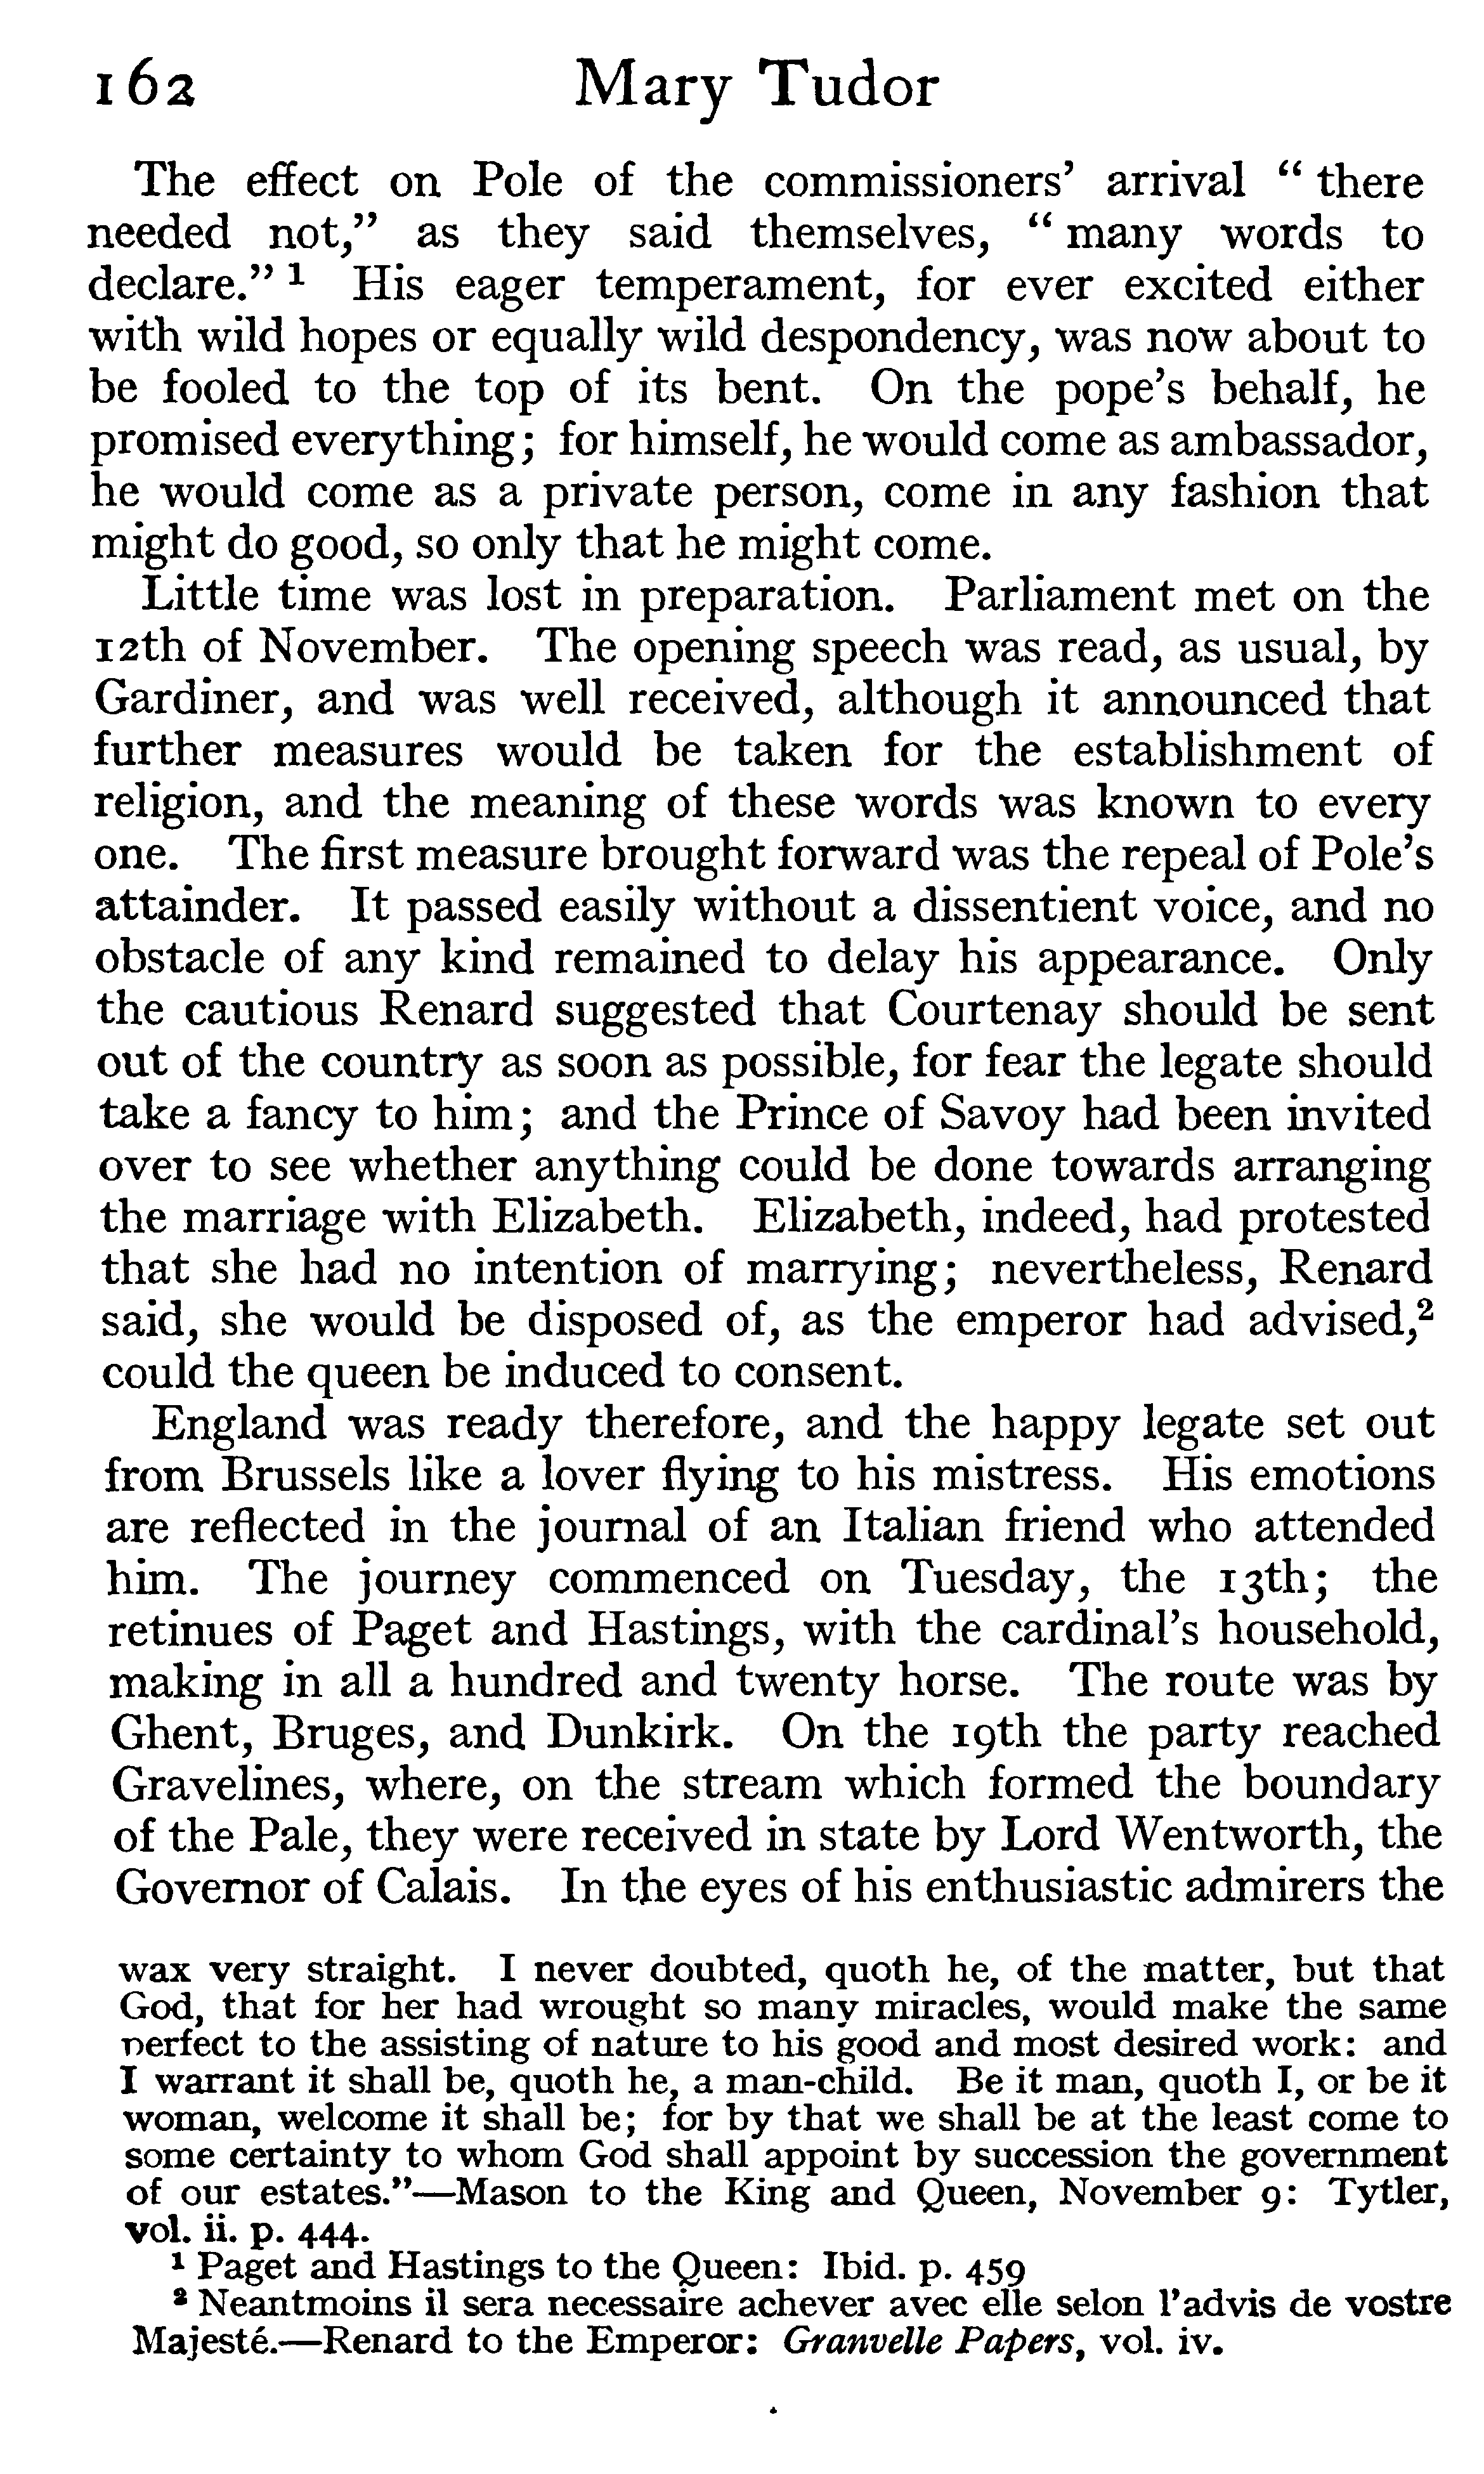 162 Mary Tudor
The effect on Pole of the commissioners' arrival “ there
needed not,” as they said themselves, “ many words to
declare.” ¹ His eager temperament, for ever excited either
with wild hopes or equally wild despondency, was now about to
be fooled to the top of its bent. On the pope's behalf, he
promised everything; for himself, he would come as ambassador,
he would come as a private person, come in any fashion that
might do good, so only that he might come.
Little time was lost in preparation. Parliament met on the
12th of November. The opening speech was read, as usual, by
Gardiner, and was well received, although it announced that
further measures would be taken for the establishment of
religion, and the meaning of these words was known to every
one. The first measure brought forward was the repeal of Pole's
attainder. It passed easily without a dissentient voice, and no
obstacle of any kind remained to delay his appearance. Only
the cautious Renard suggested that Courtenay should be sent
out of the country as soon as possible, for fear the legate should
take a fancy to him; and the Prince of Savoy had been invited
over to see whether anything could be done towards arranging
the marriage with Elizabeth. Elizabeth, indeed, had protested
that she had no intention of marrying; nevertheless, Renard
said, she would be disposed of, as the emperor had advised,²
could the queen be induced to consent.
England was ready therefore, and the happy legate set out
from Brussels like a lover flying to his mistress. His emotions
are reflected in the journal of an Italian friend who attended
him. The journey commenced on Tuesday, the 13th; the
retinues of Paget and Hastings, with the cardinal's household,
making in all a hundred and twenty horse. The route was by
Ghent, Bruges, and Dunkirk. On the 19th the party reached
Gravelines, where, on the stream which formed the boundary
of the Pale, they were received in state by Lord Wentworth, the
Governor of Calais. In the eyes of his enthusiastic admirers the
wax very straight. I never doubted, quoth he, of the matter, but that
God, that for her had wrought so many miracles, would make the same
perfect to the assisting of nature to his good and most desired work: and
I warrant it shall be, quoth he, a man-child. Be it man, quoth I, or be it
woman, welcome it shall be; for by that we shall be at the least come to
some certainty to whom God shall appoint by succession the government
of our estates.”—Mason to the King and Queen, November 9: Tytler,
vol. ii. p. 444.
¹ Paget and Hastings to the Queen: Ibid. p. 459
² Neantmoins il sera necessaire achever avec elle selon l'advis de vostre
Majesté.—Renard to the Emperor: Granvelle Papers, vol. iv.